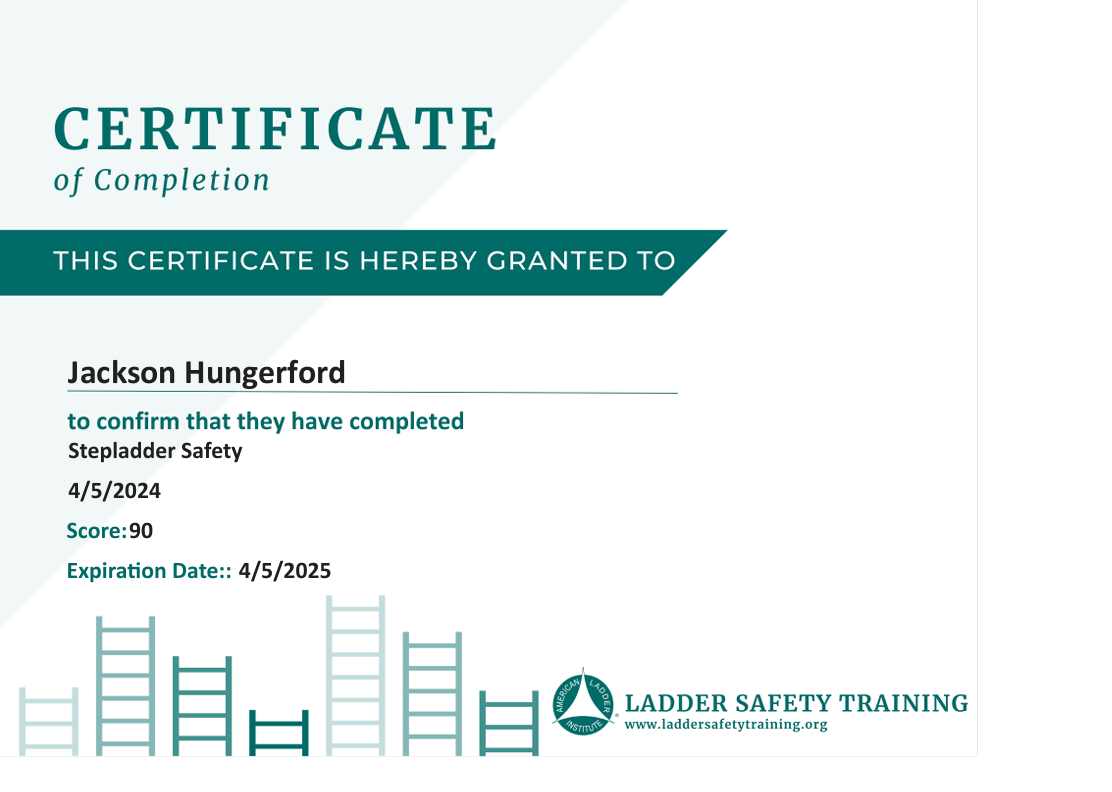 CERTIFICATE
of Completion
THIS CERTIFICATE IS HEREBY GRANTED TO
Jackson Hungerford
to confirm that they have completed
Stepladder Safety
4/5/2024
Score: 90
Expiration Date:: 4/5/2025
AMERICAN LADDER INSTITUTE ®
LADDER SAFETY TRAINING
www.laddersafetytraining.org